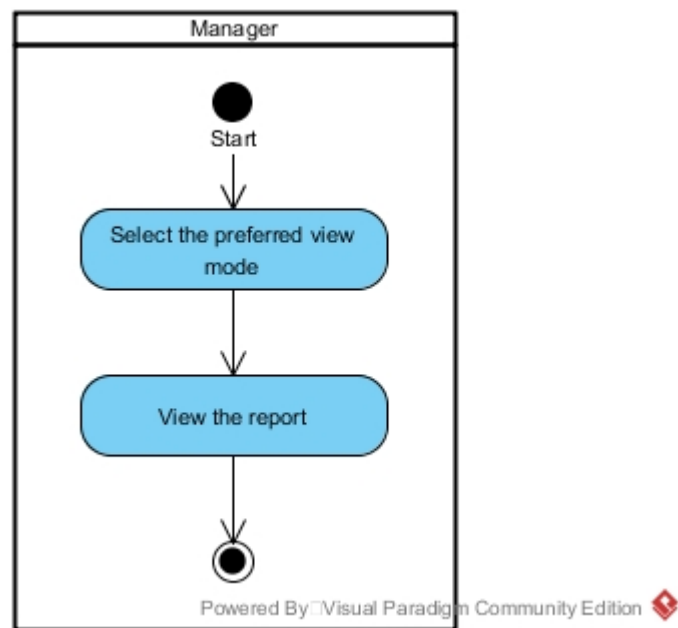 Manager
Start
Select the preferred view
mode
View the report
Powered By Visual Paradigm Community Edition